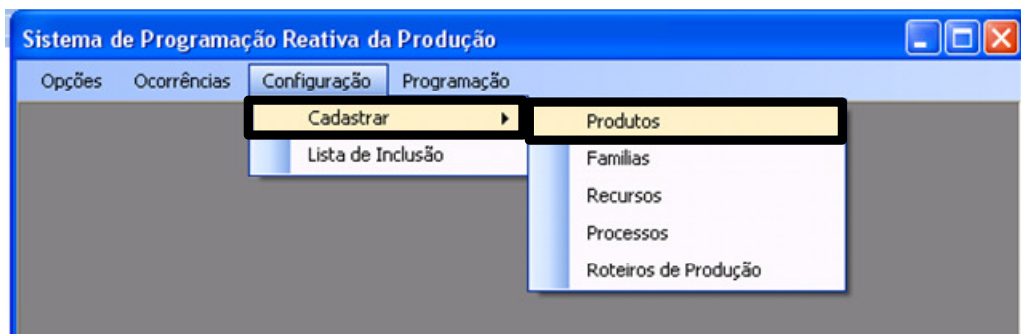 Sistema de Programação Reativa da Produção
Opções Ocorrências Configuração Programação
Cadastrar
Lista de Inclusão
Produtos
Familias
Recursos
Processos
Roteiros de Produção